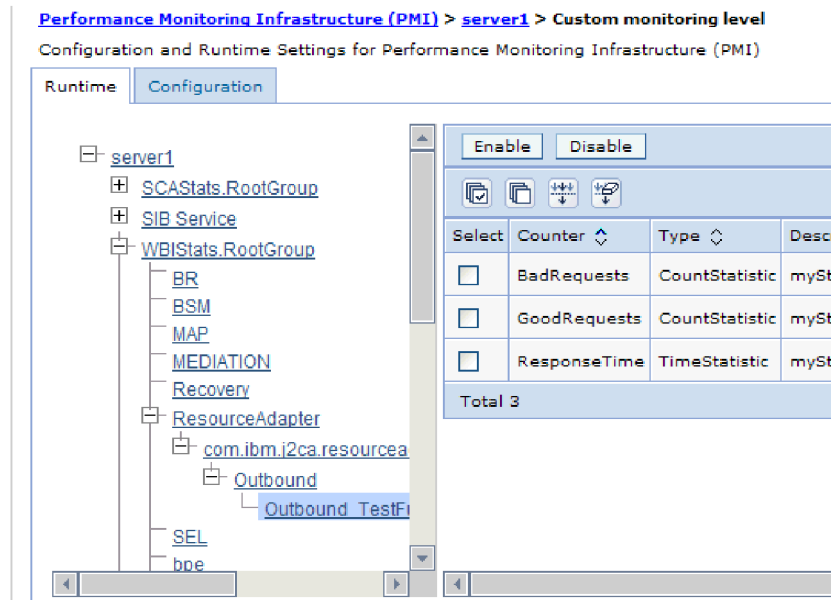 Performance Monitoring Infrastructure (PMI) > server1 > Custom monitoring level
Configuration and Runtime Settings for Performance Monitoring Infrastructure (PMI)
Runtime Configuration
server1
SCAStats.RootGroup
SIB Service
WBIStats.RootGroup
BR
BSM
MAP
MEDIATION
Recovery
ResourceAdapter
com.ibm.j2ca.resourcea
Outbound
Outbound_TestFu
SEL
bpe
Enable Disable
Select Counter Type Desc
BadRequests CountStatistic mySt
GoodRequests CountStatistic mySt
ResponseTime TimeStatistic mySt
Total 3